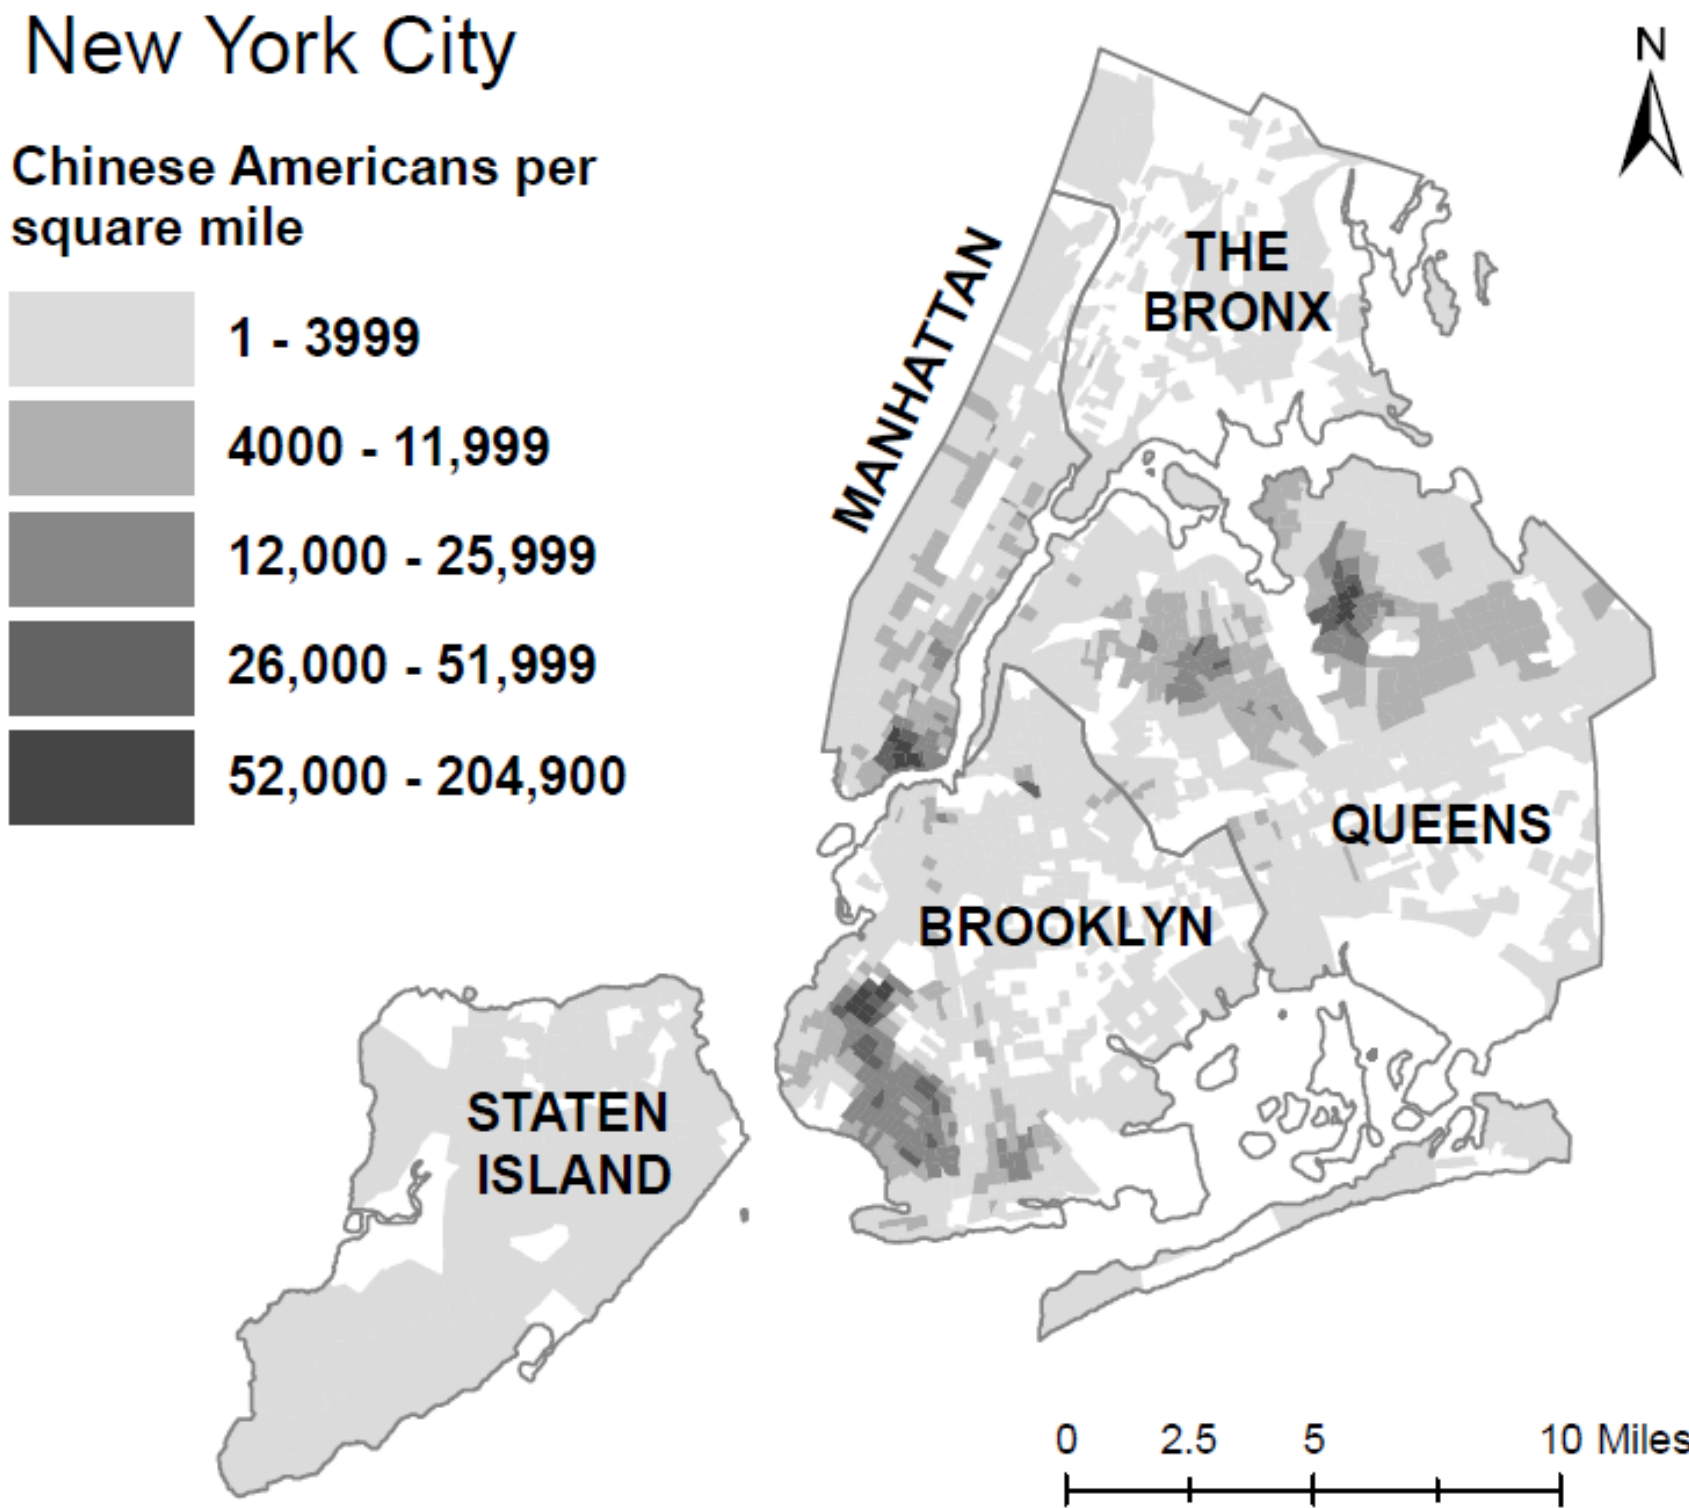 New York City
Chinese Americans per
square mile
1 - 3999
4000 - 11,999
12,000 - 25,999
26,000 - 51,999
52,000 - 204,900
N
MANHATTAN
THE
BRONX
QUEENS
BROOKLYN
STATEN
ISLAND
0 2.5 5 10 Miles